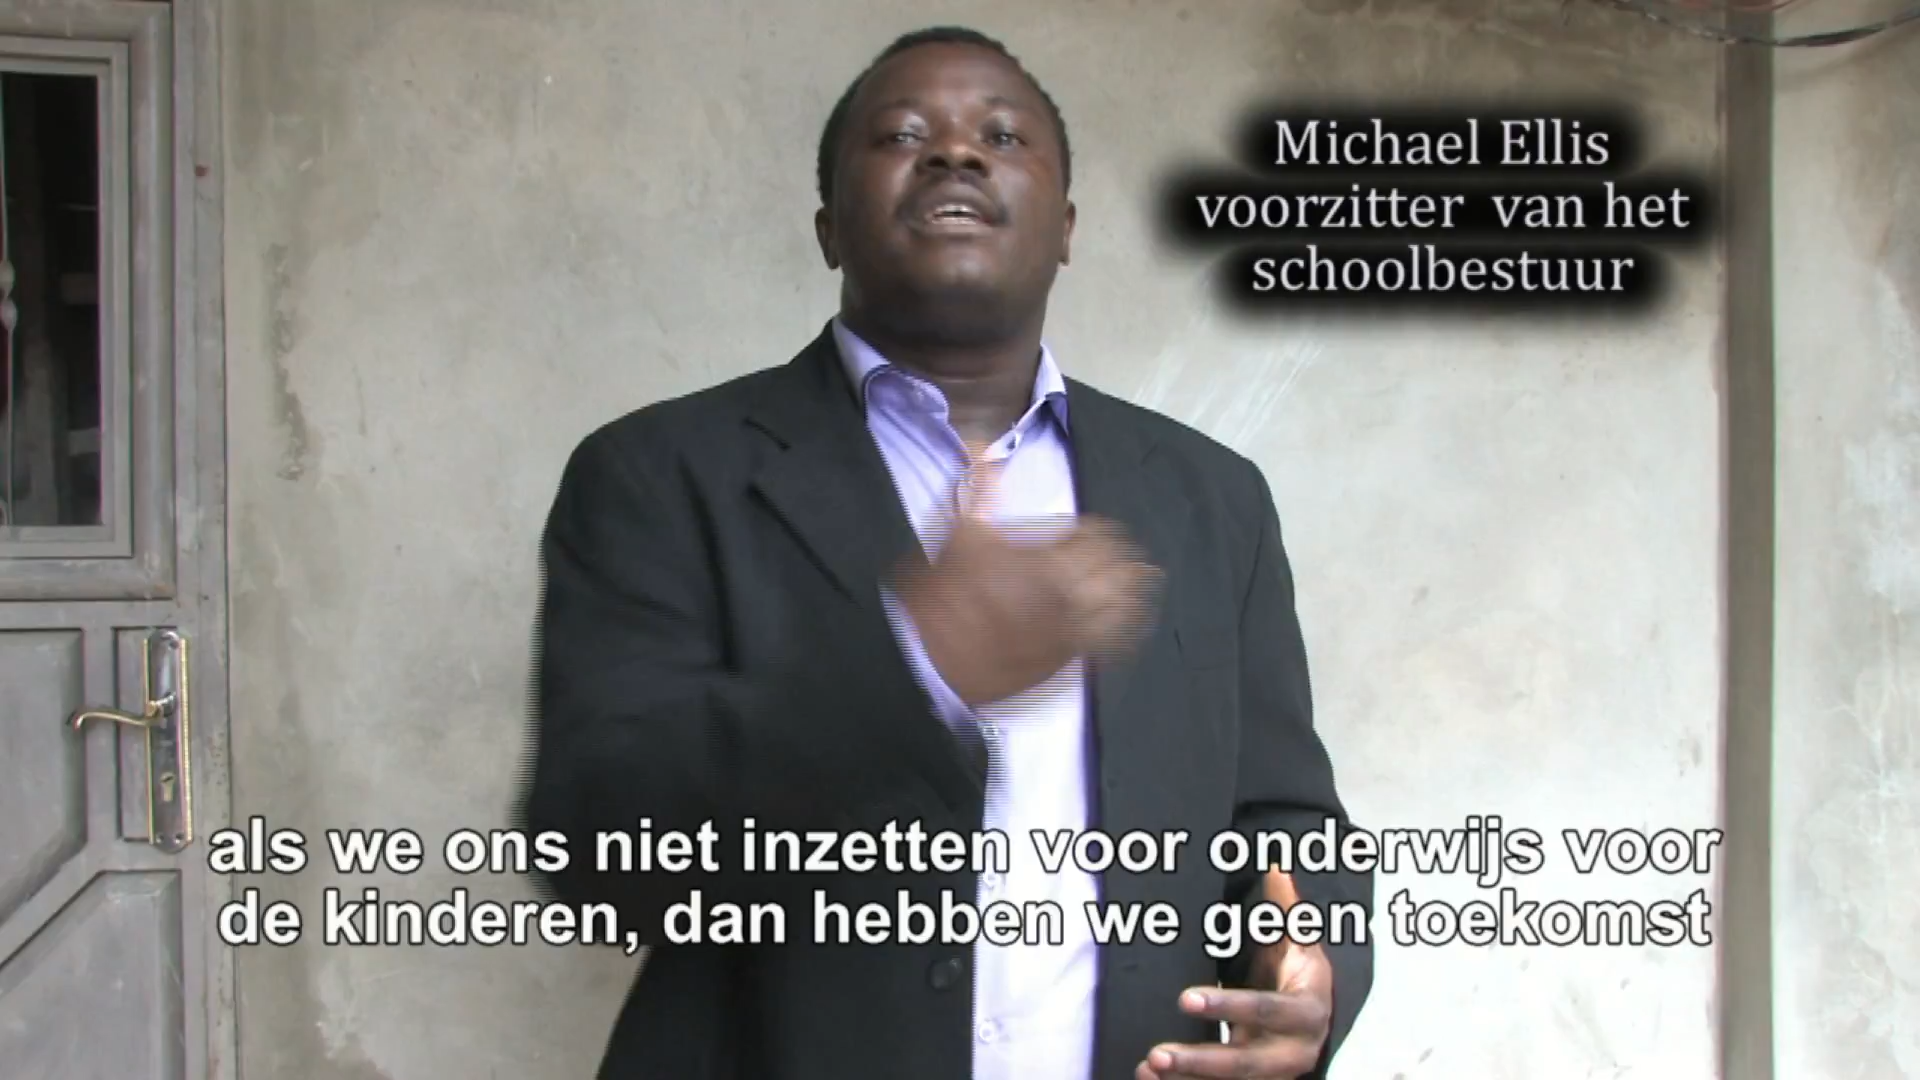 Michael Ellis
voorzitter van het
schoolbestuur
als we ons niet inzetten voor onderwijs voor
de kinderen, dan hebben we geen toekomst